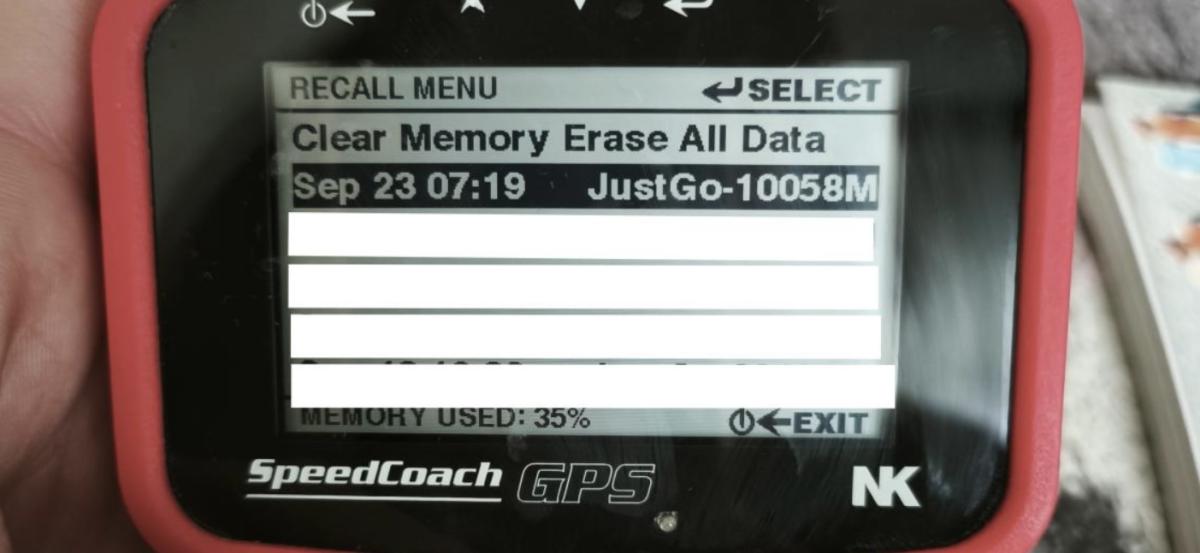 RECALL MENU ↵SELECT
Clear Memory Erase All Data
Sep 23 07:19 JustGo-10058M
MEMORY USED: 35% ⏻←EXIT
SpeedCoach GPS NK